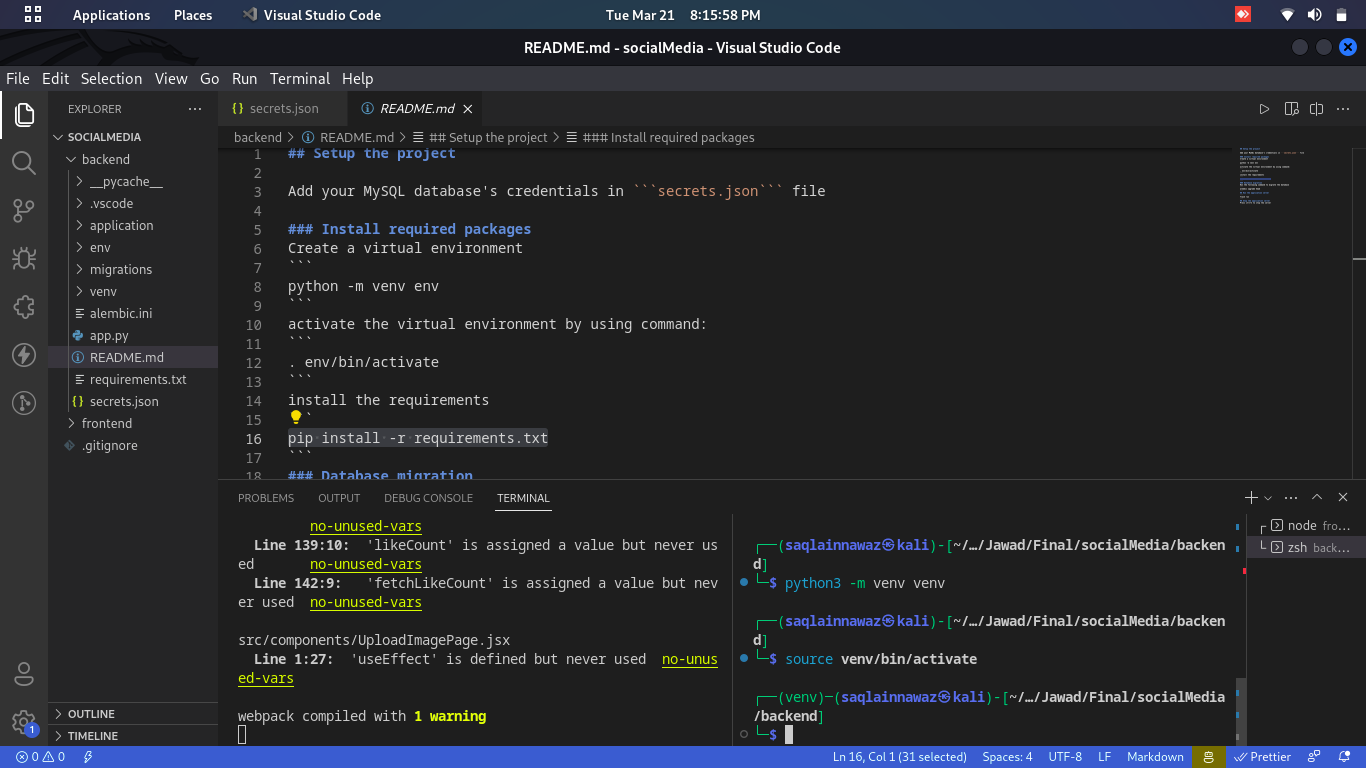 Applications Places Visual Studio Code Tue Mar 21 8:15:58 PM
README.md - socialMedia - Visual Studio Code
File Edit Selection View Go Run Terminal Help
EXPLORER ···
SOCIALMEDIA
backend
__pycache__
.vscode
application
env
migrations
venv
alembic.ini
app.py
README.md
requirements.txt
secrets.json
frontend
.gitignore
OUTLINE
TIMELINE
{} secrets.json README.md
backend > README.md > ## Setup the project > ### Install required packages
1 ## Setup the project
2
3 Add your MySQL database's credentials in ```secrets.json``` file
4
5 ### Install required packages
6 Create a virtual environment
7 ```
8 python -m venv env
9 ```
10 activate the virtual environment by using command:
11 ```
12 . env/bin/activate
13 ```
14 install the requirements
15 `
16 pip install -r requirements.txt
17 ```
18 ### Database migration
PROBLEMS OUTPUT DEBUG CONSOLE TERMINAL
no-unused-vars
Line 139:10: 'likeCount' is assigned a value but never us
ed no-unused-vars
Line 142:9: 'fetchLikeCount' is assigned a value but nev
er used no-unused-vars
src/components/UploadImagePage.jsx
Line 1:27: 'useEffect' is defined but never used no-unus
ed-vars
webpack compiled with 1 warning
┌──(saqlainnawaz㉿kali)-[~/…/Jawad/Final/socialMedia/backen
d]
└─$ python3 -m venv venv
┌──(saqlainnawaz㉿kali)-[~/…/Jawad/Final/socialMedia/backen
d]
└─$ source venv/bin/activate
┌──(venv)─(saqlainnawaz㉿kali)-[~/…/Jawad/Final/socialMedia
/backend]
└─$
node fro...
zsh back...
1
0 0 Ln 16, Col 1 (31 selected) Spaces: 4 UTF-8 LF Markdown Prettier